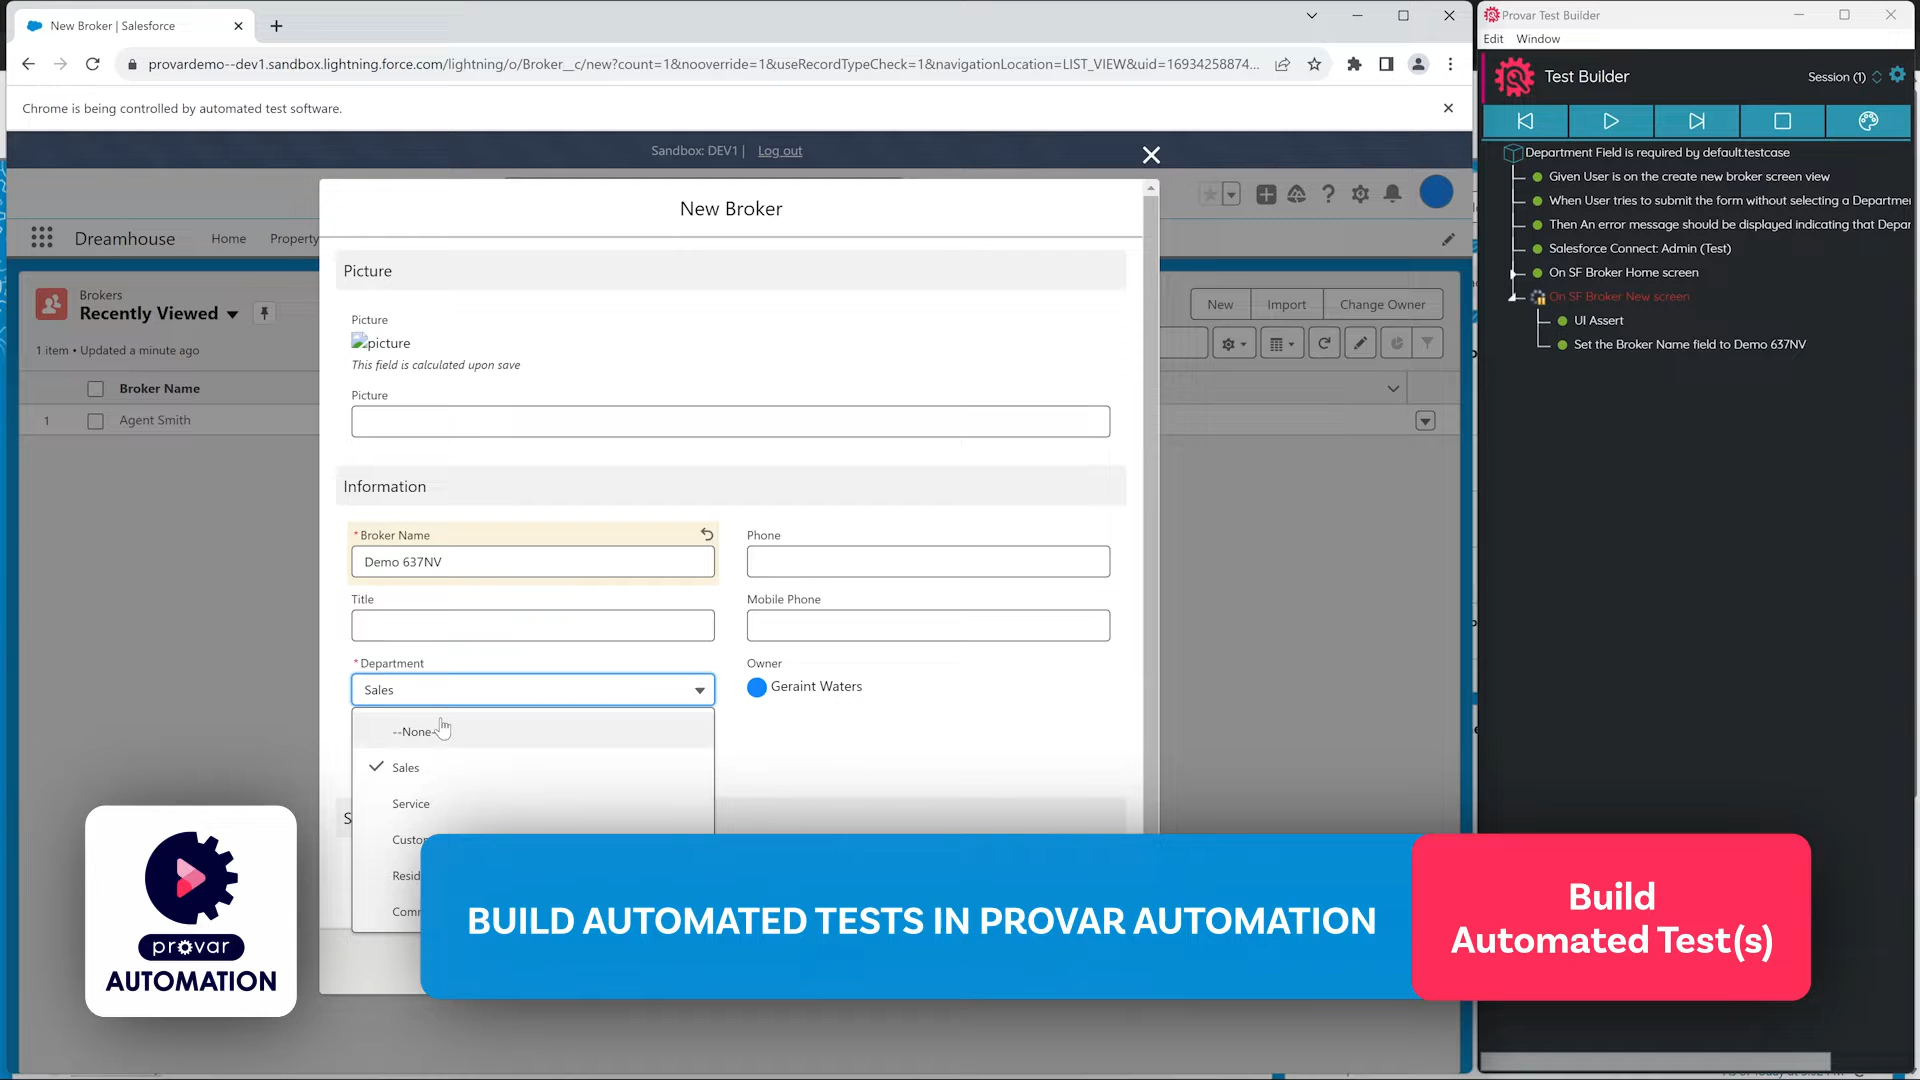 New Broker | Salesforce
provardemo--dev1.sandbox.lightning.force.com/lightning/o/Broker__c/new?count=1&nooverride=1&useRecordTypeCheck=1&navigationLocation=LIST_VIEW&uid=16934258874...
Chrome is being controlled by automated test software.
Sandbox: DEV1 | Log out
Dreamhouse
Home
Property
Brokers
Recently Viewed
1 item • Updated a minute ago
Broker Name
1
Agent Smith
New
Import
Change Owner
New Broker
Picture
Picture
picture
This field is calculated upon save
Picture
Information
* Broker Name
Demo 637NV
Phone
Title
Mobile Phone
* Department
Sales
Owner
Geraint Waters
--None-
Sales
Service
Custom
Resid
Comm
S
provar
AUTOMATION
BUILD AUTOMATED TESTS IN PROVAR AUTOMATION
Build
Automated Test(s)
Provar Test Builder
Edit Window
Test Builder
Session (1)
Department Field is required by default.testcase
Given User is on the create new broker screen view
When User tries to submit the form without selecting a Departme
Then An error message should be displayed indicating that Depar
Salesforce Connect: Admin (Test)
On SF Broker Home screen
On SF Broker New screen
UI Assert
Set the Broker Name field to Demo 637NV